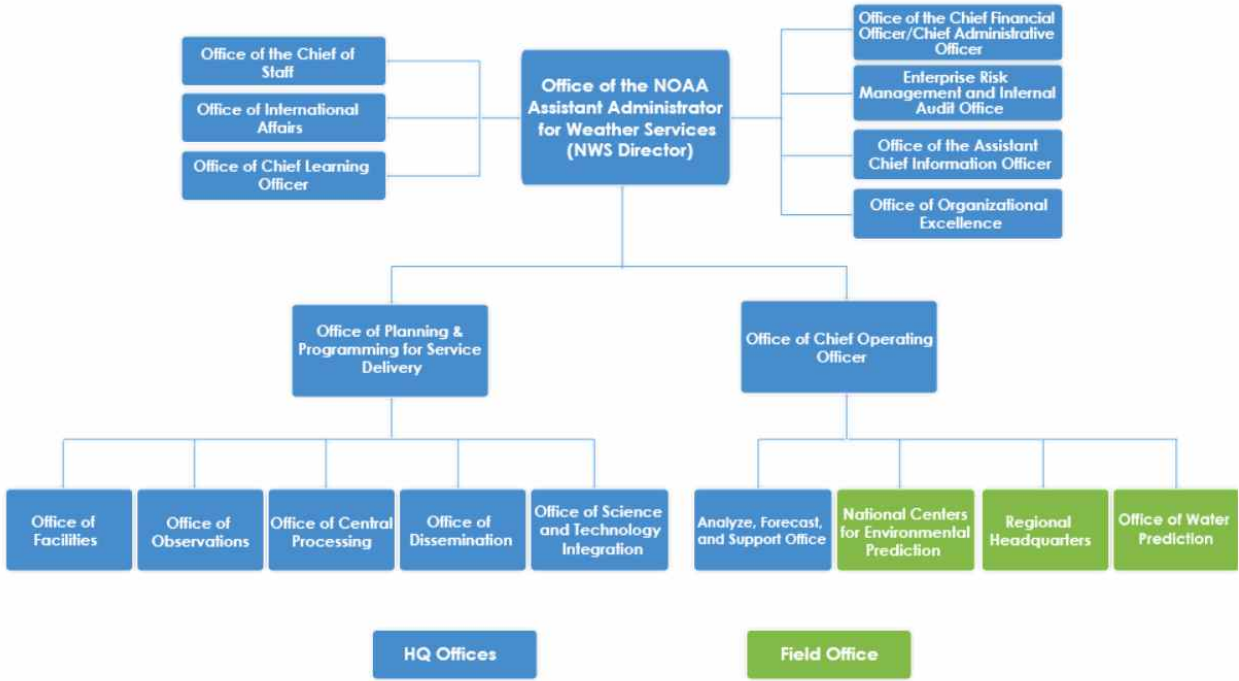 Office of the Chief of
Staff
Office of International
Affairs
Office of Chief Learning
Officer
Office of the NOAA
Assistant Administrator
for Weather Services
(NWS Director)
Office of the Chief Financial
Officer/Chief Administrative
Officer
Enterprise Risk
Management and Internal
Audit Office
Office of the Assistant
Chief Information Officer
Office of Organizational
Excellence
Office of Planning &
Programming for Service
Delivery
Office of Chief Operating
Officer
Office of
Facilities
Office of
Observations
Office of Central
Processing
Office of
Dissemination
Office of Science
and Technology
Integration
Analyze, Forecast,
and Support Office
National Centers
for Environmental
Prediction
Regional
Headquarters
Office of Water
Prediction
HQ Offices
Field Office